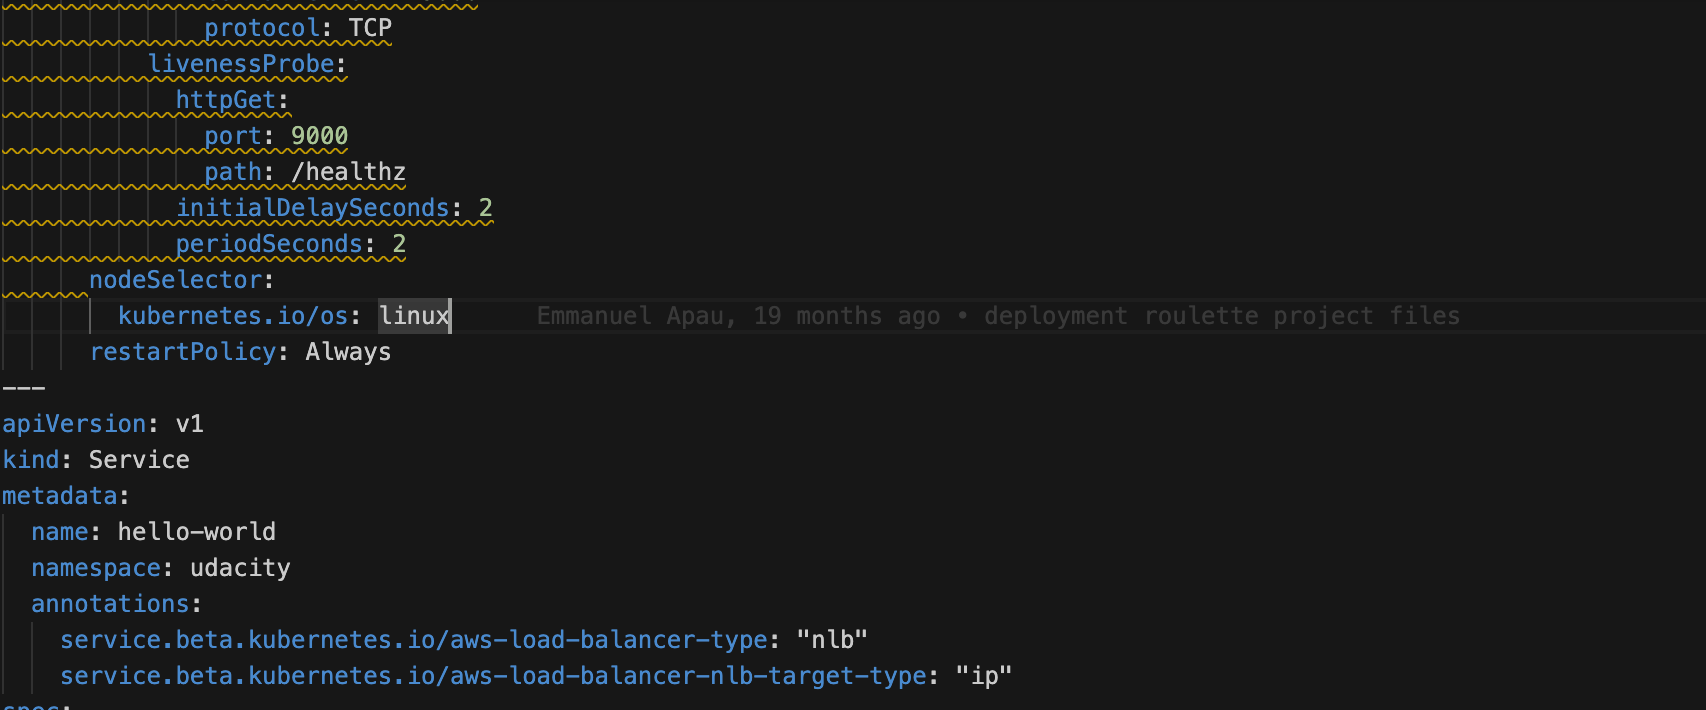 protocol: TCP
livenessProbe:
httpGet:
port: 9000
path: /healthz
initialDelaySeconds: 2
periodSeconds: 2
nodeSelector:
kubernetes.io/os: linux Emmanuel Apau, 19 months ago • deployment roulette project files
restartPolicy: Always
---
apiVersion: v1
kind: Service
metadata:
name: hello-world
namespace: udacity
annotations:
service.beta.kubernetes.io/aws-load-balancer-type: "nlb"
service.beta.kubernetes.io/aws-load-balancer-nlb-target-type: "ip"
spec: